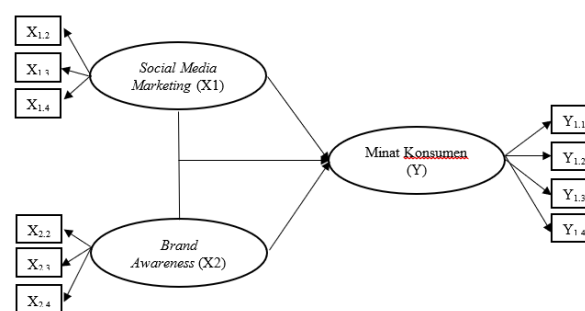 X1.2
X1.3
X1.4
Social Media
Marketing (X1)
Minat Konsumen
(Y)
Y1.1
Y1.2
Y1.3
Y1.4
X2.2
X2.3
X2.4
Brand
Awareness (X2)